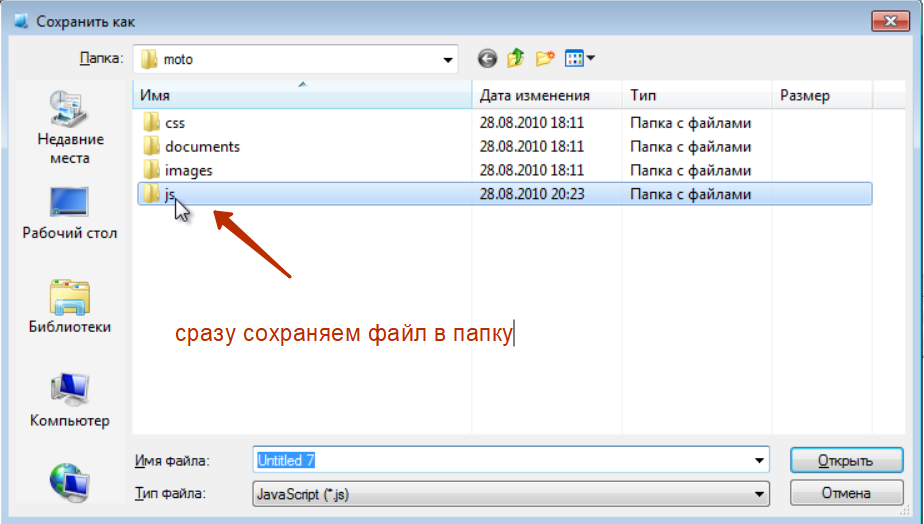 Сохранить как
Папка:
moto
Имя
Дата изменения
Тип
Размер
css
28.08.2010 18:11
Папка с файлами
documents
28.08.2010 18:11
Папка с файлами
images
28.08.2010 18:11
Папка с файлами
js
28.08.2010 20:23
Папка с файлами
Недавние
места
Рабочий стол
Библиотеки
Компьютер
сразу сохраняем файл в папку
Имя файла:
Untitled 7
Открыть
Тип файла:
JavaScript (*.js)
Отмена